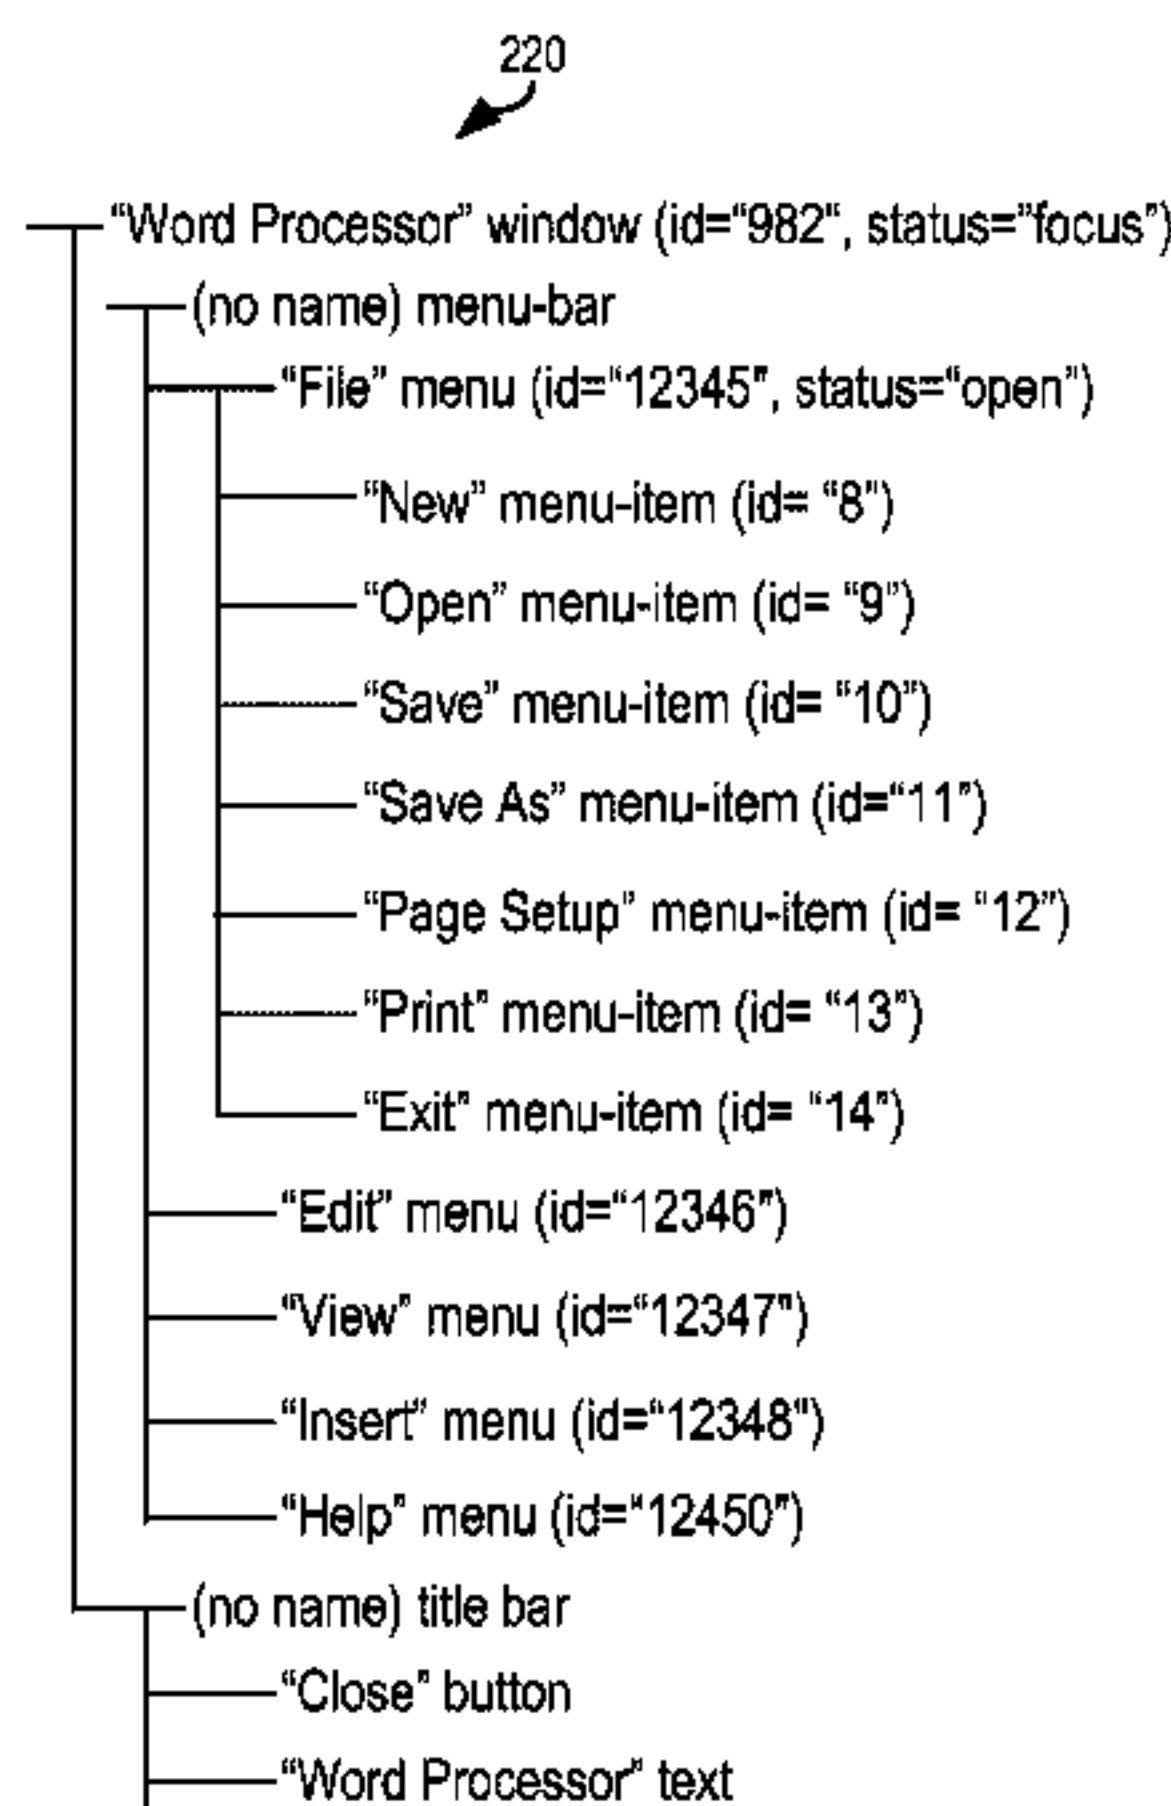 220
“Word Processor” window (id=“982“, status=”focus”)
(no name) menu-bar
“File” menu (id=“12345”, status=“open”)
“New” menu-item (id= “8”)
“Open” menu-item (id= “9”)
“Save” menu-item (id= “10”)
“Save As” menu-item (id=“11”)
“Page Setup” menu-item (id= “12”)
“Print” menu-item (id= “13”)
“Exit” menu-item (id= “14”)
“Edit” menu (id=“12346”)
“View” menu (id=“12347”)
“Insert” menu (id=“12348“)
“Help” menu (id=“12450”)
(no name) title bar
“Close” button
“Word Processor” text